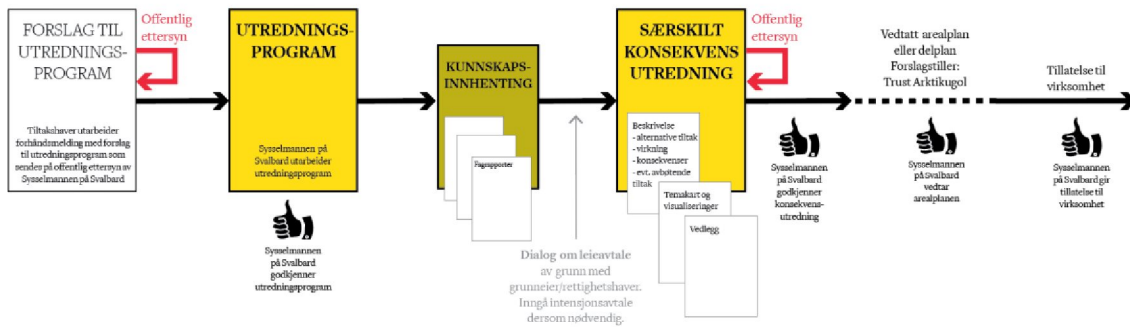 FORSLAG TIL
UTREDNINGS-
PROGRAM
Tiltakshaver utarbeider
forhåndsmelding med forslag
til utredningsprogram som
sendes på offentlig ettersyn av
Sysselmannen på Svalbard
Offentlig
ettersyn
UTREDNINGS-
PROGRAM
Sysselmannen på
Svalbard utarbeider
utredningsprogram
Sysselmannen
på Svalbard
godkjenner
utredningsprogram
KUNNSKAPS-
INNHENTING
Fagrapporter
Dialog om leieavtale
av grunn med
grunneier/rettighetshaver.
Inngå intensjonsavtale
dersom nødvendig.
SÆRSKILT
KONSEKVENS
UTREDNING
Beskrivelse
- alternative tiltak
- virkning
- konsekvenser
- evt. avbøtende
tiltak
Temakart og
visualiseringer
Vedlegg
Offentlig
ettersyn
Sysselmannen
på Svalbard
godkjenner
konsekvens-
utredning
Vedtatt arealplan
eller delplan
Forslagstiller:
Trust Arktikugol
Sysselmannen
på Svalbard
vedtar
arealplanen
Tillatelse til
virksomhet
Sysselmannen
på Svalbard gir
tillatelse til
virksomhet